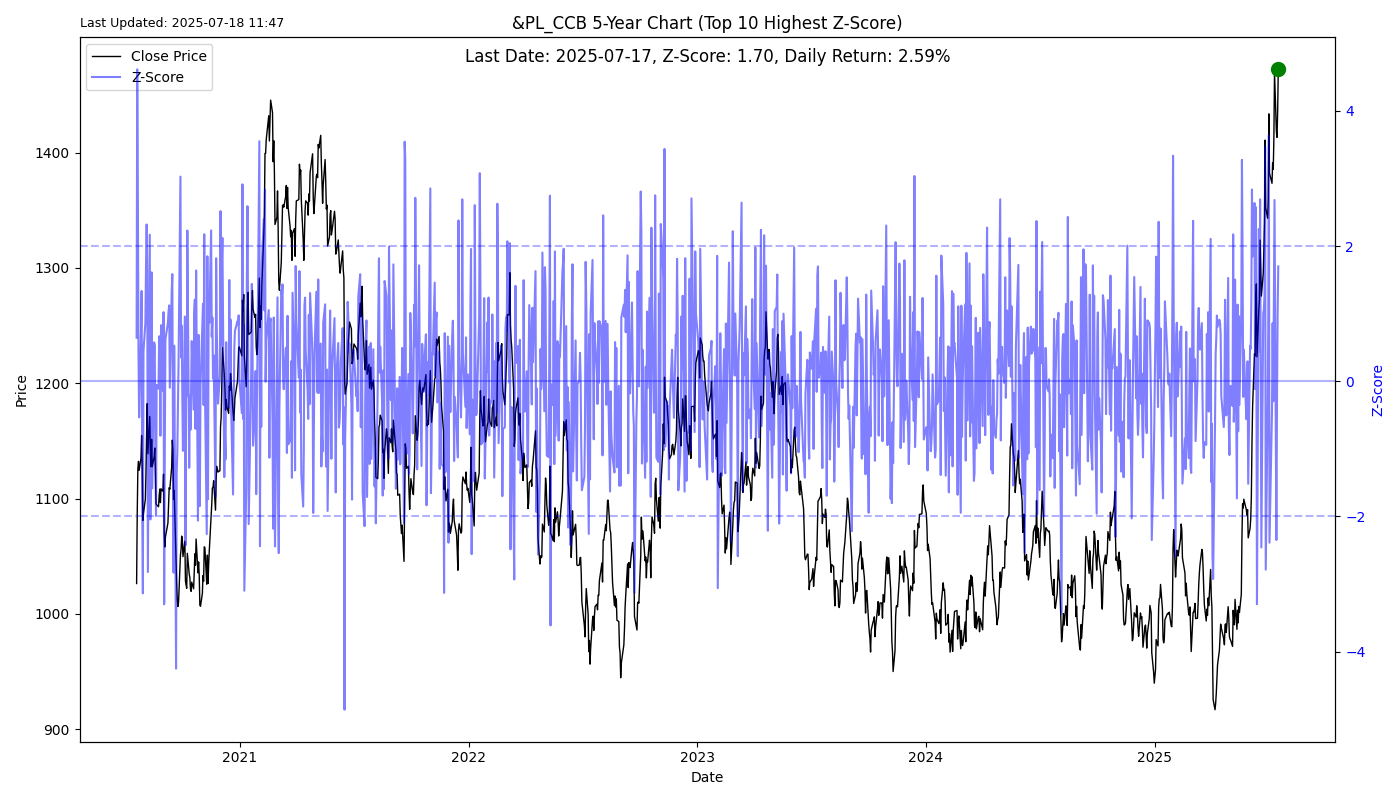 Last Updated: 2025-07-18 11:47
&PL_CCB 5-Year Chart (Top 10 Highest Z-Score)
Last Date: 2025-07-17, Z-Score: 1.70, Daily Return: 2.59%
Close Price
Z-Score
1400
1300
1200
1100
1000
900
Price
4
2
0
−2
−4
Z-Score
2021
2022
2023
2024
2025
Date